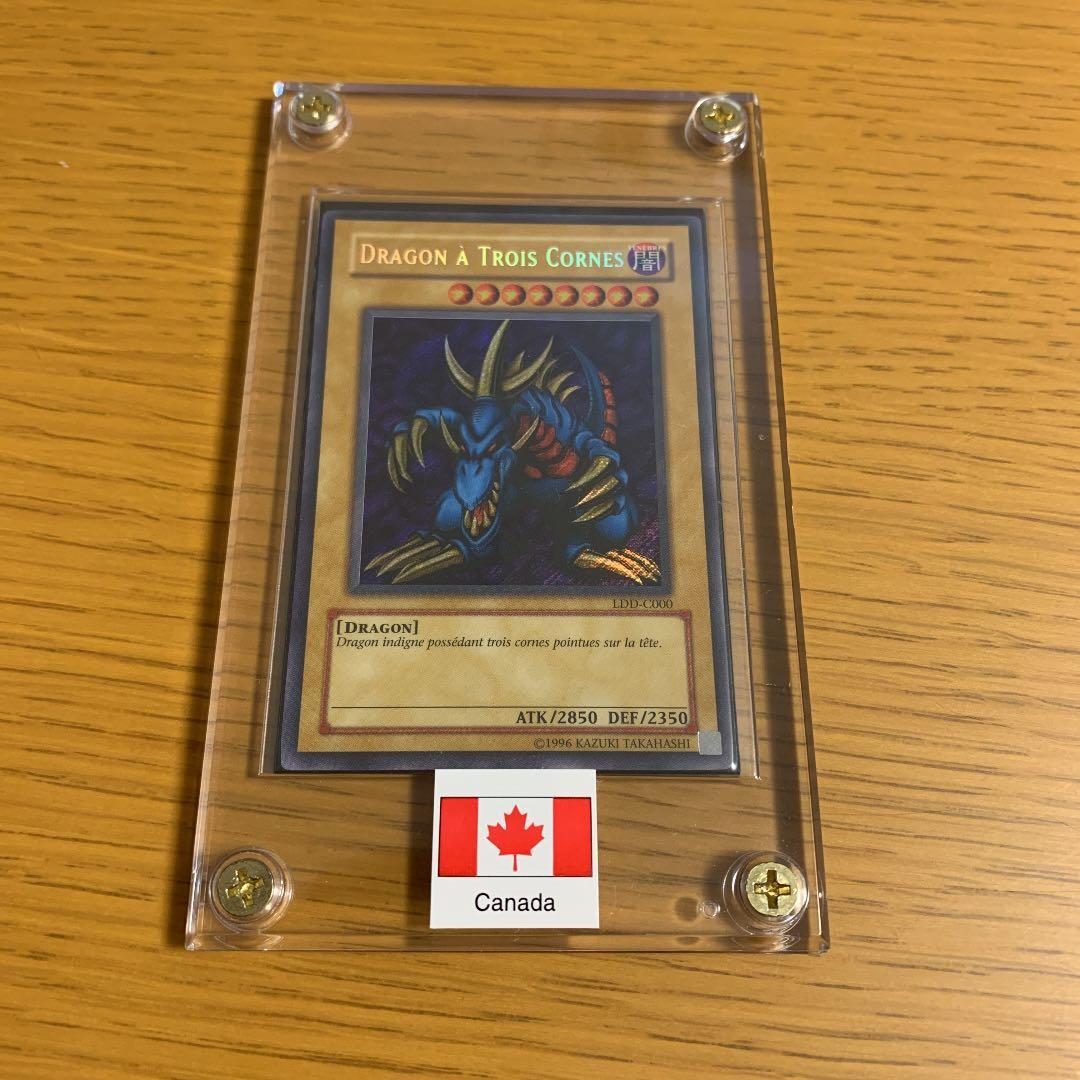 DRAGON À TROIS CORNES
TÉNÈBRES
闇
LDD-C000
[DRAGON]
Dragon indigne possédant trois cornes pointues sur la tête.
ATK/2850 DEF/2350
©1996 KAZUKI TAKAHASHI
Canada